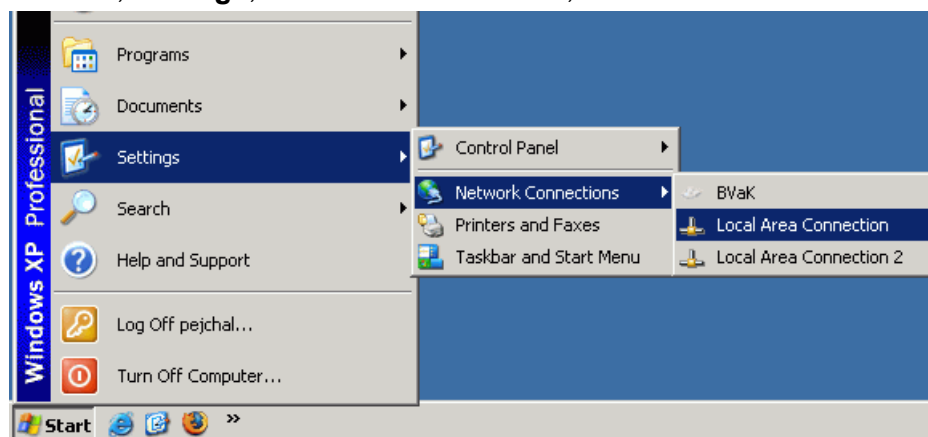 Programs
Documents
Settings
Search
Help and Support
Log Off pejchal...
Turn Off Computer...
Windows XP Professional
Control Panel
Network Connections
Printers and Faxes
Taskbar and Start Menu
BVaK
Local Area Connection
Local Area Connection 2
Start
»